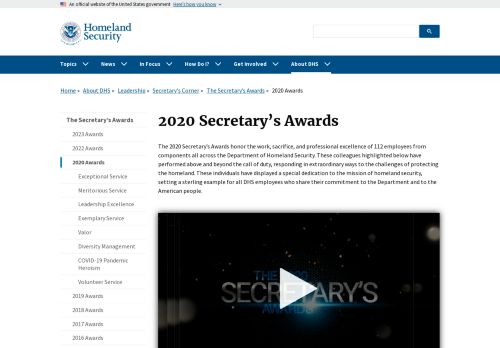 An official website of the United States government Here's how you know
Homeland
Security
Topics News In Focus How Do I? Get Involved About DHS
Home » About DHS » Leadership » Secretary's Corner » The Secretary's Awards » 2020 Awards
The Secretary's Awards
2023 Awards
2022 Awards
2020 Awards
Exceptional Service
Meritorious Service
Leadership Excellence
Exemplary Service
Valor
Diversity Management
COVID-19 Pandemic
Heroism
Volunteer Service
2019 Awards
2018 Awards
2017 Awards
2016 Awards
2020 Secretary's Awards
The 2020 Secretary's Awards honor the work, sacrifice, and professional excellence of 112 employees from
components all across the Department of Homeland Security. These colleagues highlighted below have
performed above and beyond the call of duty, responding in extraordinary ways to the challenges of protecting
the homeland. These individuals have displayed a special dedication to the mission of homeland security,
setting a sterling example for all DHS employees who share their commitment to the Department and to the
American people.
THE 2020
SECRETARY'S
AWARDS